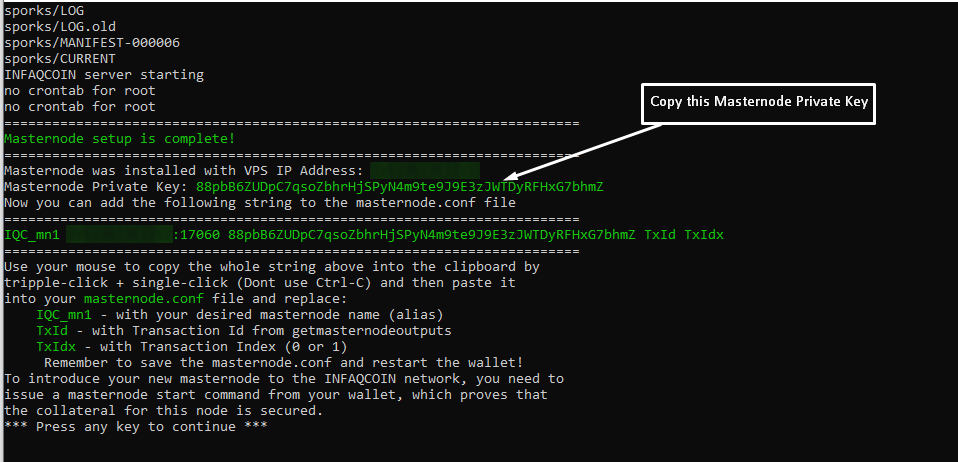 sporks/LOG
sporks/LOG.old
sporks/MANIFEST-000006
sporks/CURRENT
INFAQCOIN server starting
no crontab for root
no crontab for root
Copy this Masternode Private Key
========================================================================
Masternode setup is complete!
========================================================================
Masternode was installed with VPS IP Address:
Masternode Private Key: 88pbB6ZUDpC7qsoZbhrHjSPyN4m9te9J9E3zJWTDyRFHxG7bhmZ
Now you can add the following string to the masternode.conf file
========================================================================
IQC_mn1 :17060 88pbB6ZUDpC7qsoZbhrHjSPyN4m9te9J9E3zJWTDyRFHxG7bhmZ TxId TxIdx
========================================================================
Use your mouse to copy the whole string above into the clipboard by
tripple-click + single-click (Dont use Ctrl-C) and then paste it
into your masternode.conf file and replace:
IQC_mn1 - with your desired masternode name (alias)
TxId - with Transaction Id from getmasternodeoutputs
TxIdx - with Transaction Index (0 or 1)
Remember to save the masternode.conf and restart the wallet!
To introduce your new masternode to the INFAQCOIN network, you need to
issue a masternode start command from your wallet, which proves that
the collateral for this node is secured.
*** Press any key to continue ***